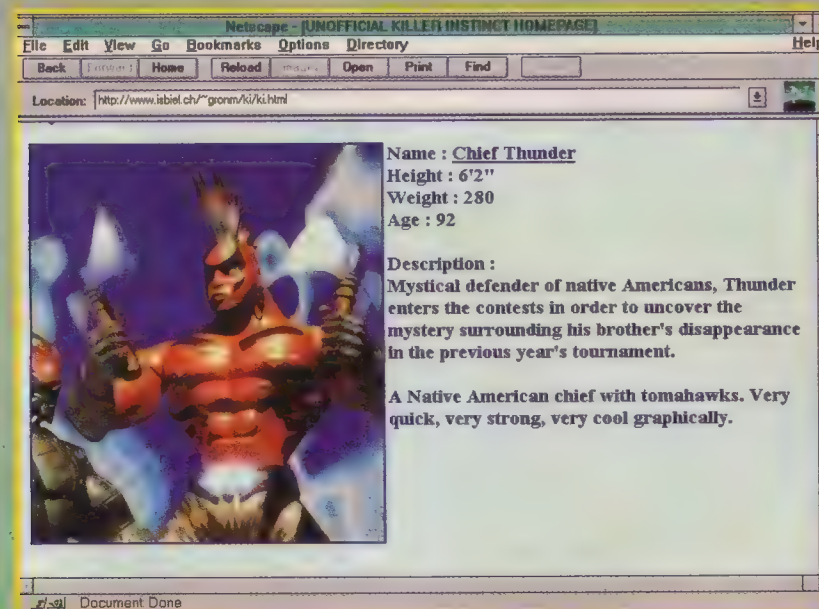 Netscape - [UNOFFICIAL KILLER INSTINCT HOMEPAGE]
File Edit View Go Bookmarks Options Directory Help
Back Forward Home Reload Open Print Find
Location: http://www.isbiel.ch/~gronm/ki/ki.html
Name : Chief Thunder
Height : 6'2"
Weight : 280
Age : 92
Description :
Mystical defender of native Americans, Thunder
enters the contests in order to uncover the
mystery surrounding his brother's disappearance
in the previous year's tournament.
A Native American chief with tomahawks. Very
quick, very strong, very cool graphically.
Document Done